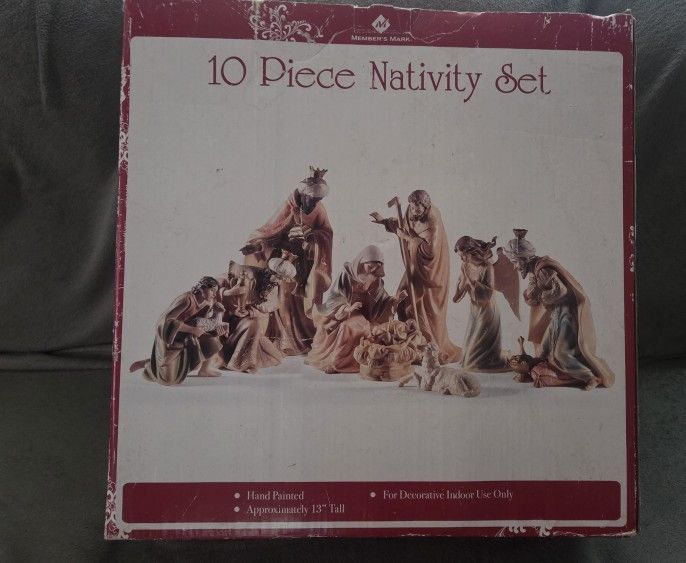 MEMBER'S MARK
10 Piece Nativity Set
• Hand Painted
• For Decorative Indoor Use Only
• Approximately 13" Tall